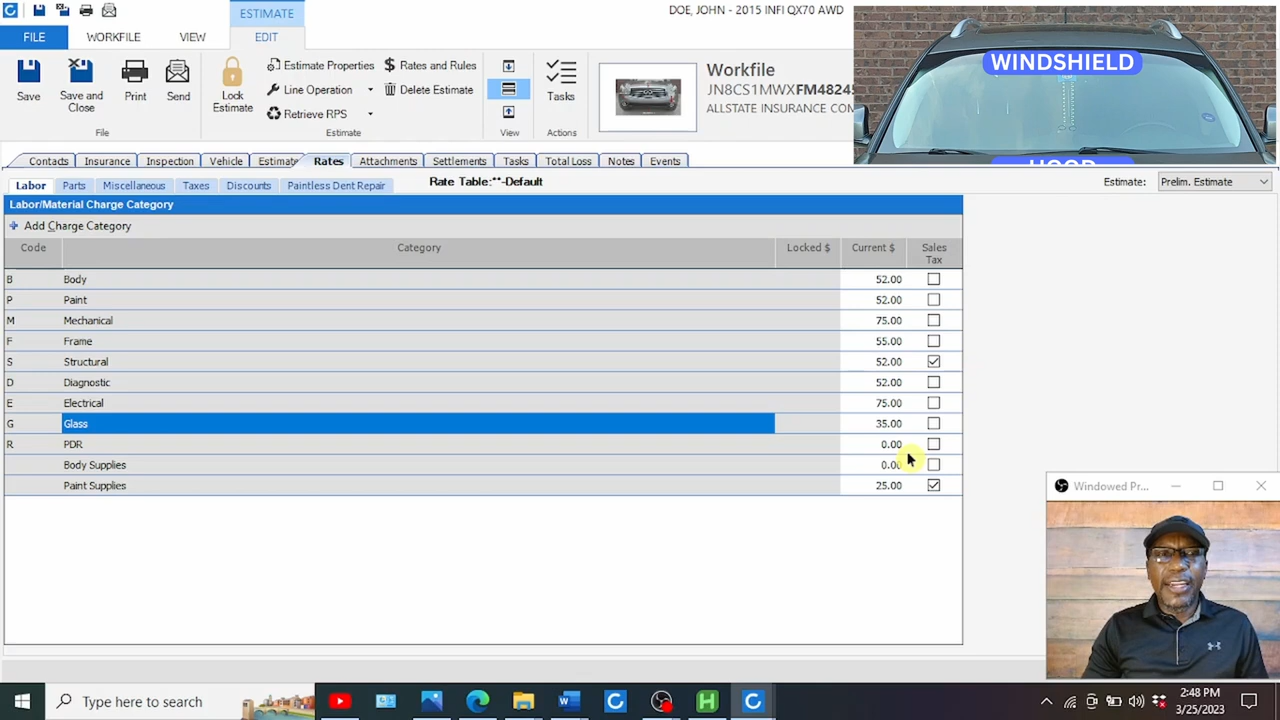 ESTIMATE
DOE, JOHN - 2015 INFI QX70 AWD
FILE
WORKFILE
VIEW
EDIT
Save
Save and Close
Print
Send
File
Lock Estimate
Estimate Properties
Line Operation
Retrieve RPS
Rates and Rules
Delete Estimate
Estimate
View
Tasks
Actions
Workfile
JN8CS1MWXFM4824
ALLSTATE INSURANCE COM
WINDSHIELD
HOOD
Contacts
Insurance
Inspection
Vehicle
Estimate
Rates
Attachments
Settlements
Tasks
Total Loss
Notes
Events
Labor
Parts
Miscellaneous
Taxes
Discounts
Paintless Dent Repair
Rate Table:**-Default
Estimate:
Prelim. Estimate
Labor/Material Charge Category
Add Charge Category
Code Category Locked $ Current $ Sales Tax
B Body 52.00
P Paint 52.00
M Mechanical 75.00
F Frame 55.00
S Structural 52.00
D Diagnostic 52.00
E Electrical 75.00
G Glass 35.00
R PDR 0.00
Body Supplies 0.00
Paint Supplies 25.00
Windowed Pr...
Type here to search
2:48 PM
3/25/2023